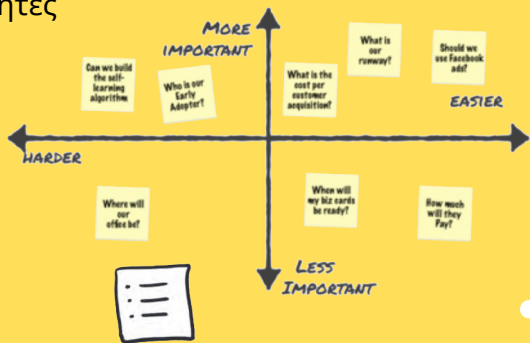 ητές
MORE
IMPORTANT
What is
our
runway?
Should we
use Facebook
ads?
Can we build
the self-
learning
algorithm
Who is our
Early
Adopter?
What is the
cost per
customer
acquisition?
EASIER
HARDER
Where will
our
office be?
When will
my biz cards
be ready?
How much
will they
Pay?
LESS
IMPORTANT